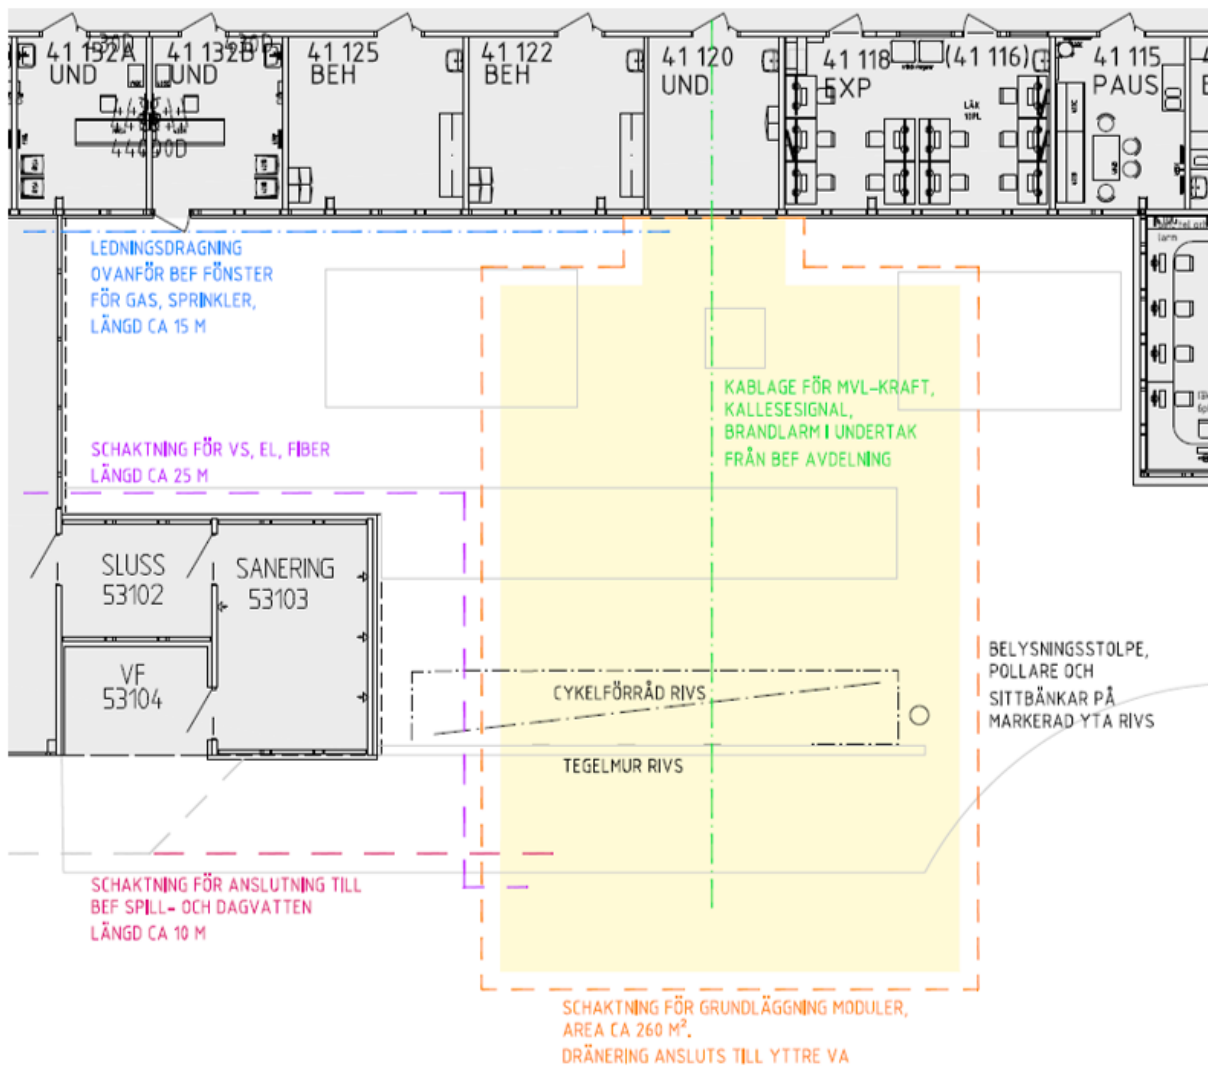 41 132A
UND
41 132B
UND
44000D
41 125
BEH
41 122
BEH
41 120
UND
41 118
EXP
(41 116)
LÄK
10PL
41 115
PAUS
larm
LEDNINGSDRAGNING
OVANFÖR BEF FÖNSTER
FÖR GAS, SPRINKLER,
LÄNGD CA 15 M
KABLAGE FÖR MVL-KRAFT,
KALLESESIGNAL,
BRANDLARM I UNDERTAK
FRÅN BEF AVDELNING
SCHAKTNING FÖR VS, EL, FIBER
LÄNGD CA 25 M
SLUSS
53102
SANERING
53103
VF
53104
CYKELFÖRRÅD RIVS
TEGELMUR RIVS
BELYSNINGSSTOLPE,
POLLARE OCH
SITTBÄNKAR PÅ
MARKERAD YTA RIVS
SCHAKTNING FÖR ANSLUTNING TILL
BEF SPILL- OCH DAGVATTEN
LÄNGD CA 10 M
SCHAKTNING FÖR GRUNDLÄGGNING MODULER,
AREA CA 260 M².
DRÄNERING ANSLUTS TILL YTTRE VA